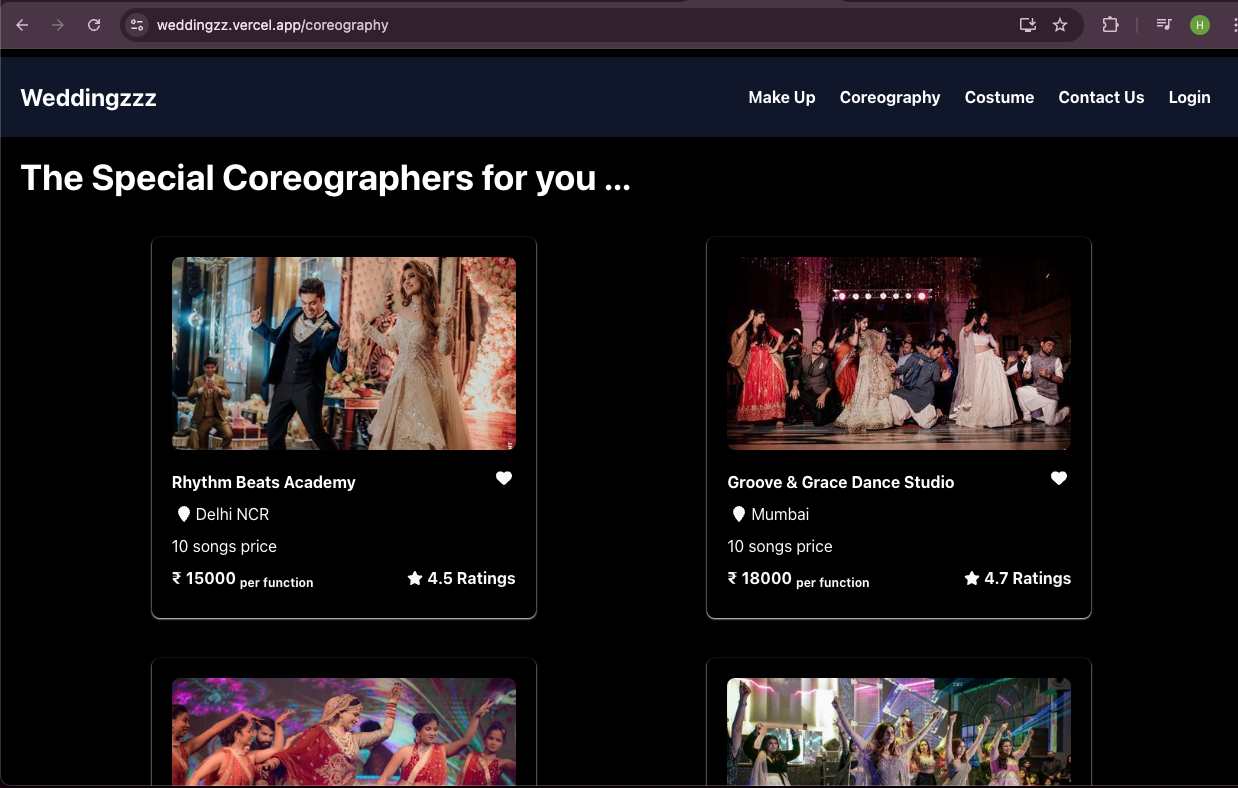 weddingzz.vercel.app/coreography
H
Weddingzzz
Make Up Coreography Costume Contact Us Login
The Special Coreographers for you ...
Rhythm Beats Academy
Delhi NCR
10 songs price
₹ 15000 per function
4.5 Ratings
Groove & Grace Dance Studio
Mumbai
10 songs price
₹ 18000 per function
4.7 Ratings